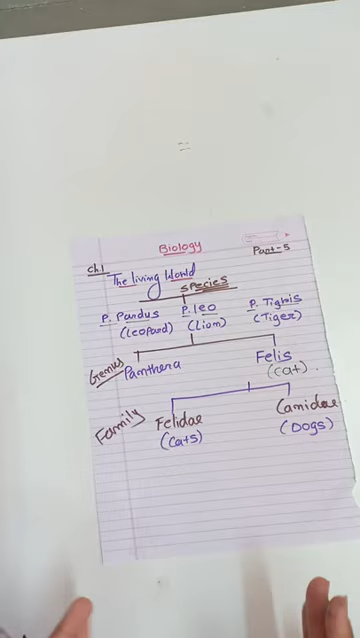 Biology
Part-5
Ch.1 The living World
species
P. Pardus P. leo P. Tigris
(Leopard) (Lion) (Tiger)
Genus Panthera Felis
(Cat)
Family Felidae Canidae
(Cats) (Dogs)